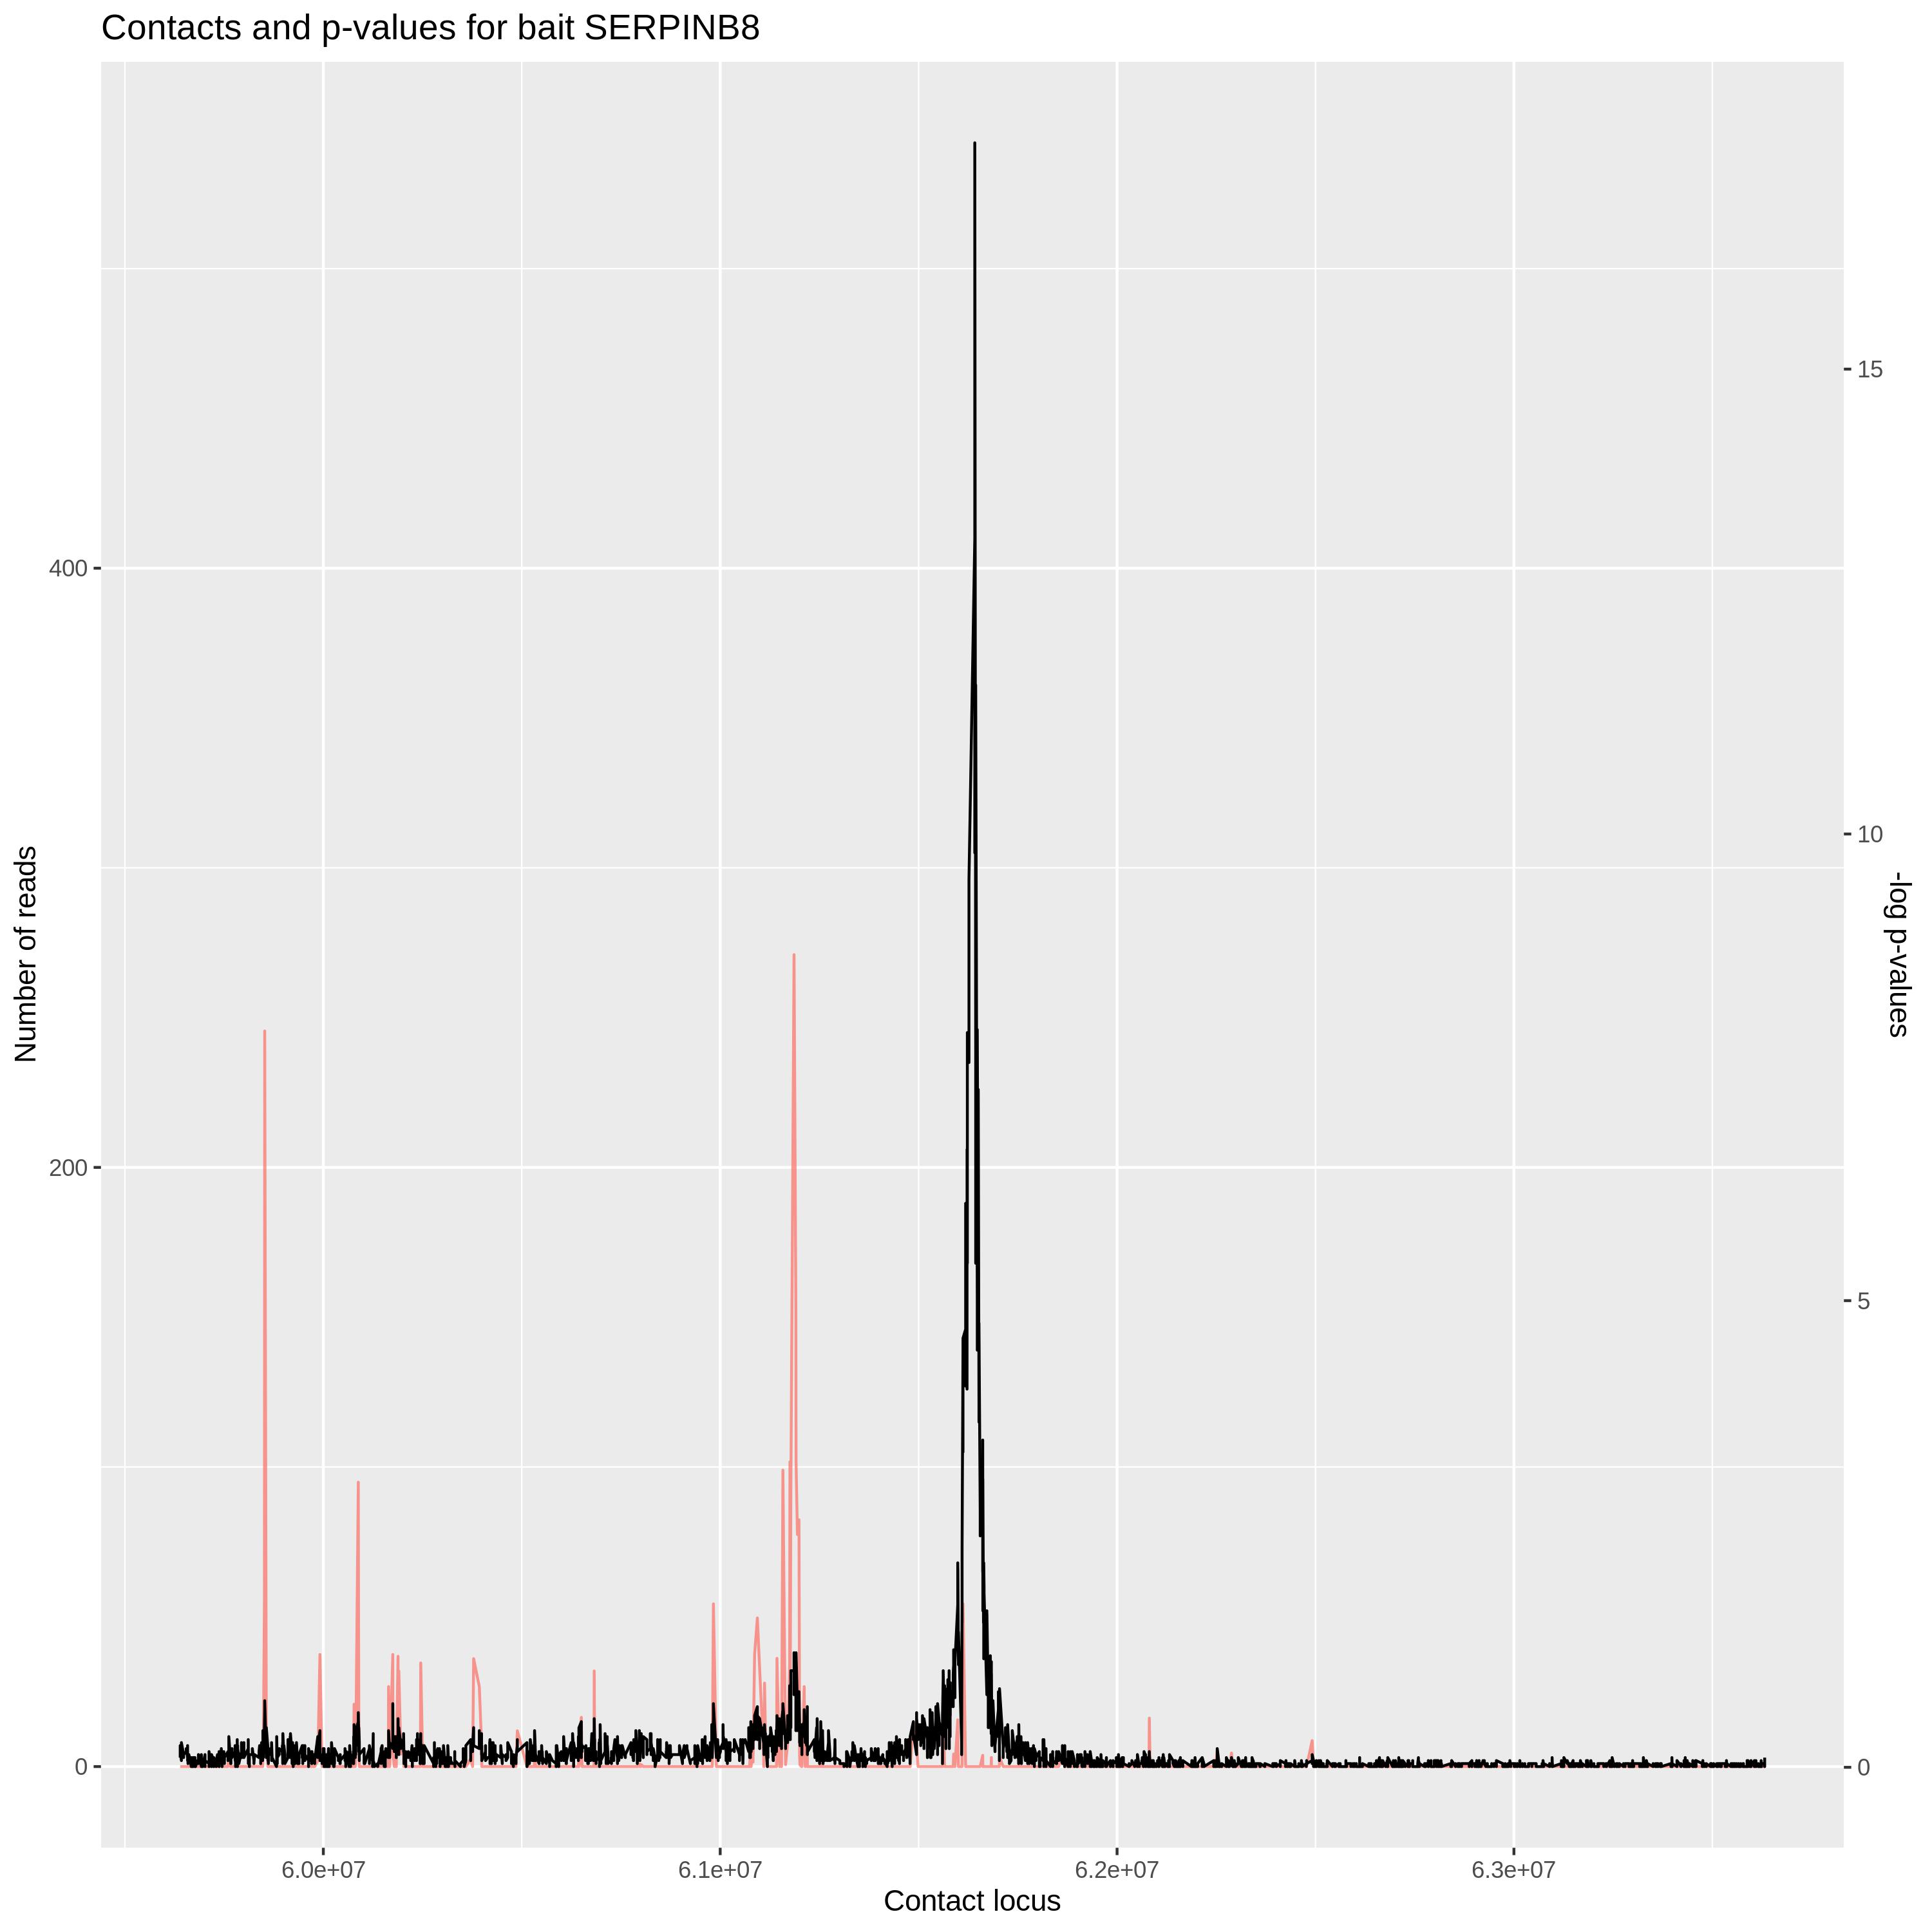 Contacts and p-values for bait SERPINB8
Number of reads
400
200
0
15
10
5
0
-log p-values
6.0e+07
6.1e+07
6.2e+07
6.3e+07
Contact locus